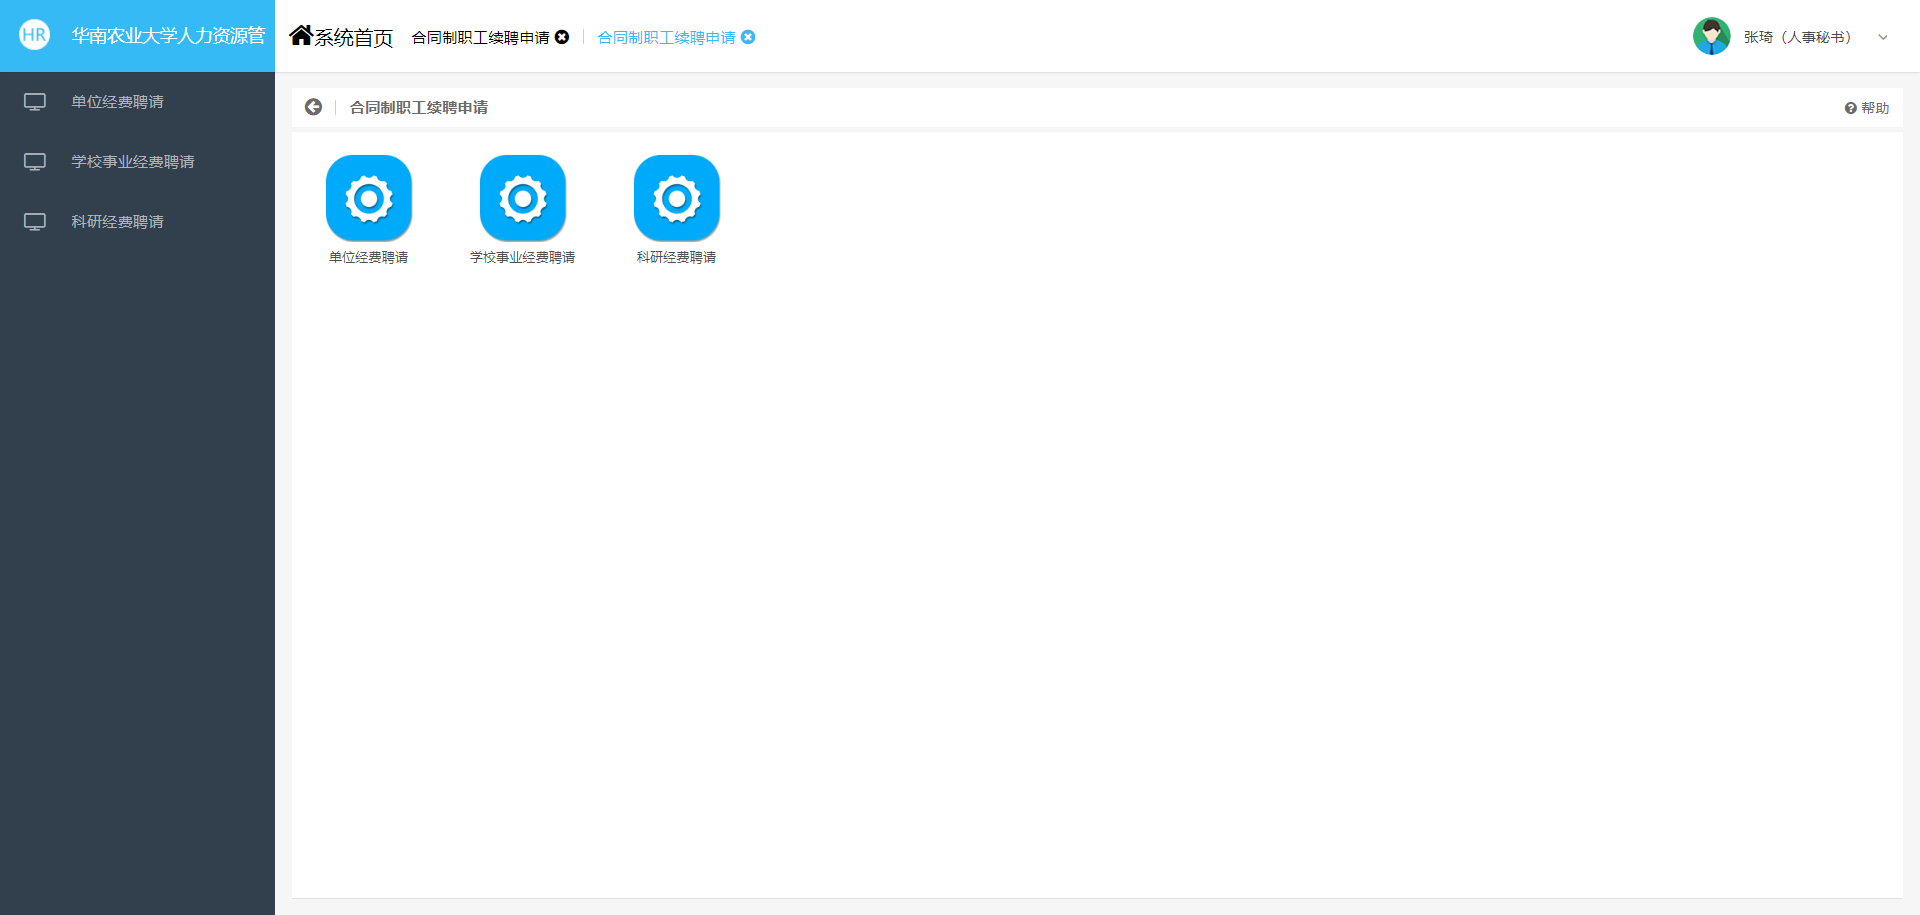 HR 华南农业大学人力资源管
系统首页 合同制职工续聘申请 合同制职工续聘申请
张琦（人事秘书）
单位经费聘请
学校事业经费聘请
科研经费聘请
合同制职工续聘申请
帮助
单位经费聘请 学校事业经费聘请 科研经费聘请